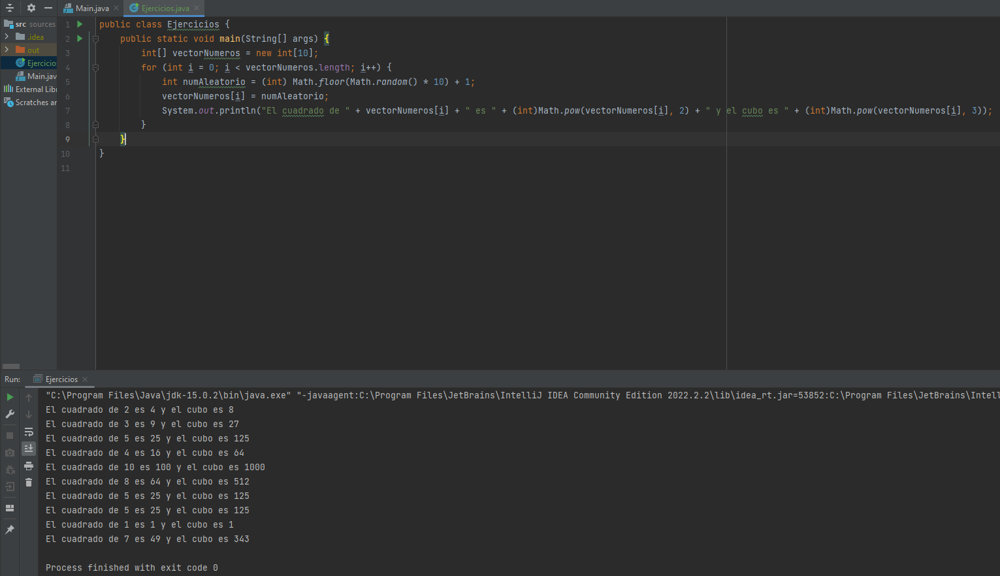 Main.java
Ejercicios.java
src sources
.idea
out
Ejercicio
Main.jav
External Libr
Scratches ar
1 public class Ejercicios {
2 public static void main(String[] args) {
3 int[] vectorNumeros = new int[10];
4 for (int i = 0; i < vectorNumeros.length; i++) {
5 int numAleatorio = (int) Math.floor(Math.random() * 10) + 1;
6 vectorNumeros[i] = numAleatorio;
7 System.out.println("El cuadrado de " + vectorNumeros[i] + " es " + (int)Math.pow(vectorNumeros[i], 2) + " y el cubo es " + (int)Math.pow(vectorNumeros[i], 3));
8 }
9 }
10 }
11
Run: Ejercicios
"C:\Program Files\Java\jdk-15.0.2\bin\java.exe" "-javaagent:C:\Program Files\JetBrains\IntelliJ IDEA Community Edition 2022.2.2\lib\idea_rt.jar=53852:C:\Program Files\JetBrains\Intell
El cuadrado de 2 es 4 y el cubo es 8
El cuadrado de 3 es 9 y el cubo es 27
El cuadrado de 5 es 25 y el cubo es 125
El cuadrado de 4 es 16 y el cubo es 64
El cuadrado de 10 es 100 y el cubo es 1000
El cuadrado de 8 es 64 y el cubo es 512
El cuadrado de 5 es 25 y el cubo es 125
El cuadrado de 5 es 25 y el cubo es 125
El cuadrado de 1 es 1 y el cubo es 1
El cuadrado de 7 es 49 y el cubo es 343
Process finished with exit code 0